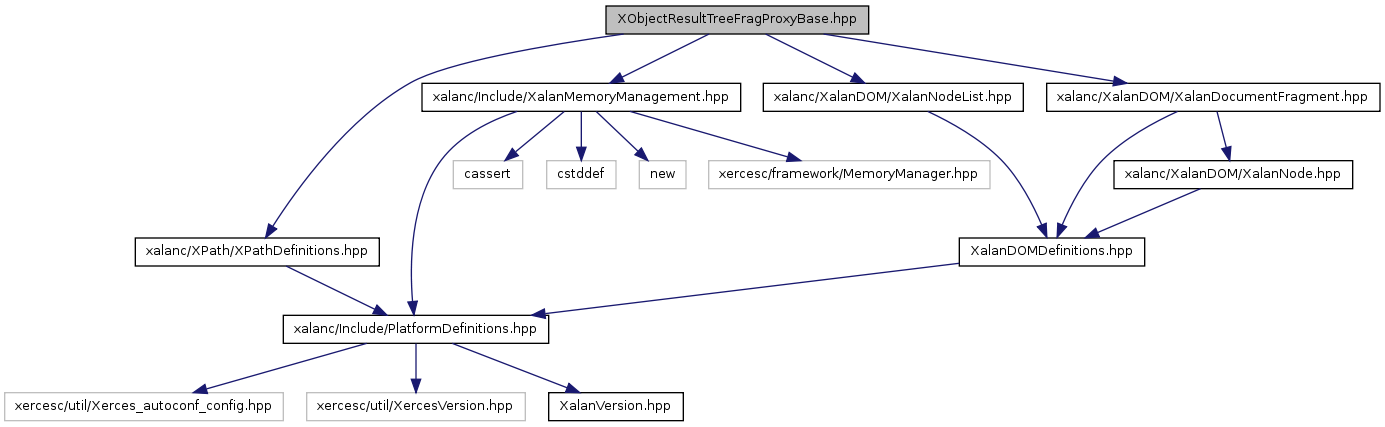 XObjectResultTreeFragProxyBase.hpp
xalanc/Include/XalanMemoryManagement.hpp
xalanc/XalanDOM/XalanNodeList.hpp
xalanc/XalanDOM/XalanDocumentFragment.hpp
cassert
cstddef
new
xercesc/framework/MemoryManager.hpp
xalanc/XalanDOM/XalanNode.hpp
xalanc/XPath/XPathDefinitions.hpp
XalanDOMDefinitions.hpp
xalanc/Include/PlatformDefinitions.hpp
xercesc/util/Xerces_autoconf_config.hpp
xercesc/util/XercesVersion.hpp
XalanVersion.hpp